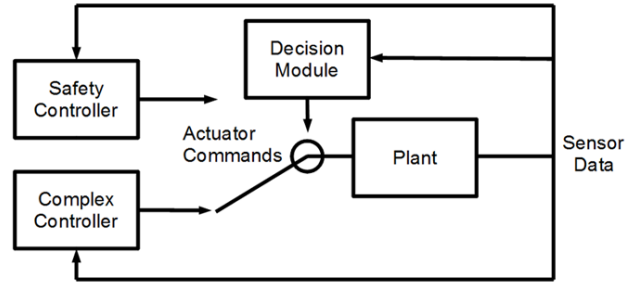 Safety
Controller
Decision
Module
Actuator
Commands
Plant
Sensor
Data
Complex
Controller